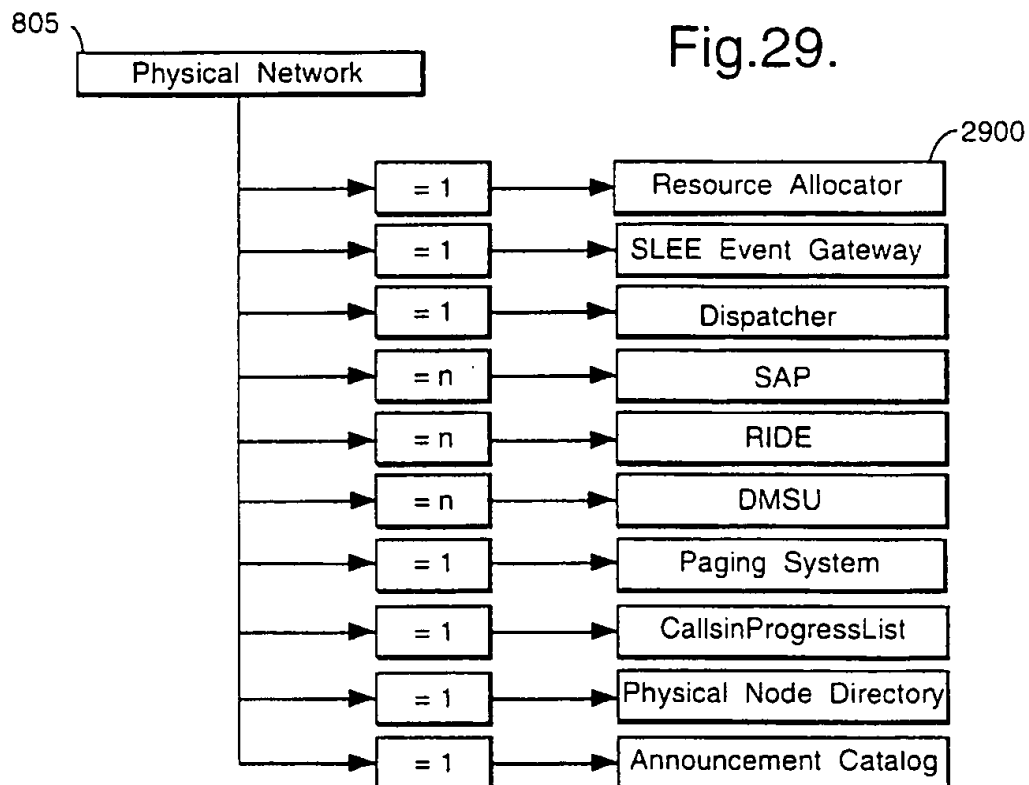 805
Fig.29.
Physical Network
2900
= 1 Resource Allocator
= 1 SLEE Event Gateway
= 1 Dispatcher
= n SAP
= n RIDE
= n DMSU
= 1 Paging System
= 1 CallsinProgressList
= 1 Physical Node Directory
= 1 Announcement Catalog